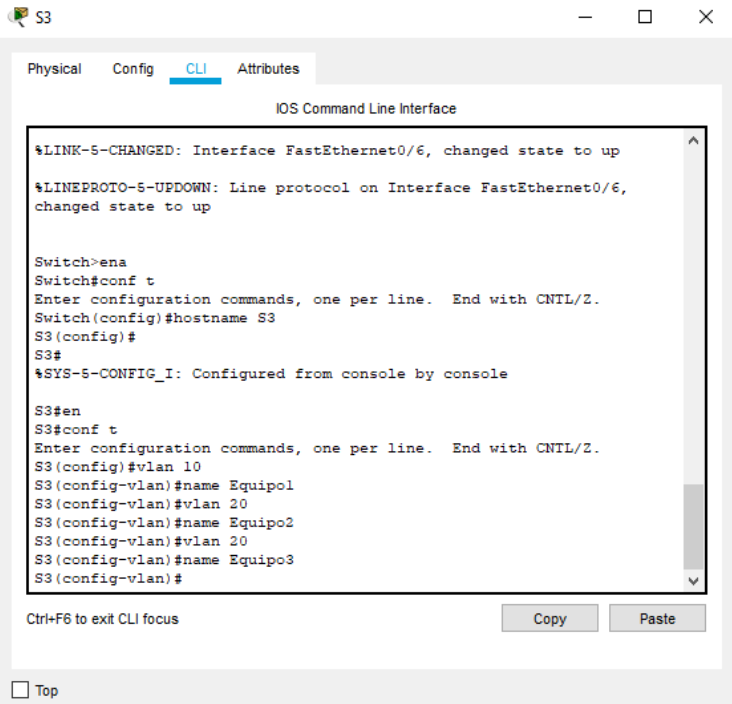 S3
Physical Config CLI Attributes
IOS Command Line Interface
%LINK-5-CHANGED: Interface FastEthernet0/6, changed state to up
%LINEPROTO-5-UPDOWN: Line protocol on Interface FastEthernet0/6,
changed state to up
Switch>ena
Switch#conf t
Enter configuration commands, one per line.  End with CNTL/Z.
Switch(config)#hostname S3
S3(config)#
S3#
%SYS-5-CONFIG_I: Configured from console by console
S3#en
S3#conf t
Enter configuration commands, one per line.  End with CNTL/Z.
S3(config)#vlan 10
S3(config-vlan)#name Equipo1
S3(config-vlan)#vlan 20
S3(config-vlan)#name Equipo2
S3(config-vlan)#vlan 20
S3(config-vlan)#name Equipo3
S3(config-vlan)#
Ctrl+F6 to exit CLI focus
Copy Paste
Top